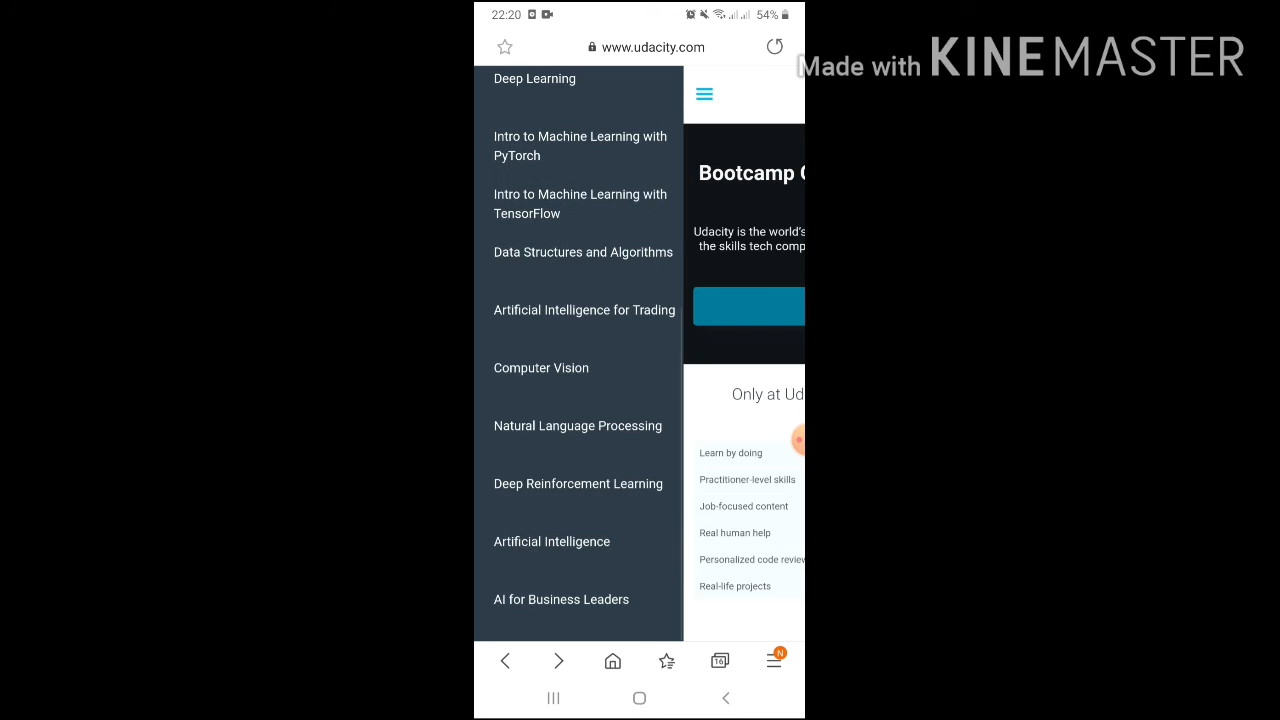 22:20
54%
www.udacity.com
Made with KINEMASTER
Deep Learning
Intro to Machine Learning with
PyTorch
Intro to Machine Learning with
TensorFlow
Data Structures and Algorithms
Artificial Intelligence for Trading
Computer Vision
Natural Language Processing
Deep Reinforcement Learning
Artificial Intelligence
AI for Business Leaders
Bootcamp
Udacity is the world's
the skills tech comp
Only at Ud
Learn by doing
Practitioner-level skills
Job-focused content
Real human help
Personalized code review
Real-life projects
16
N